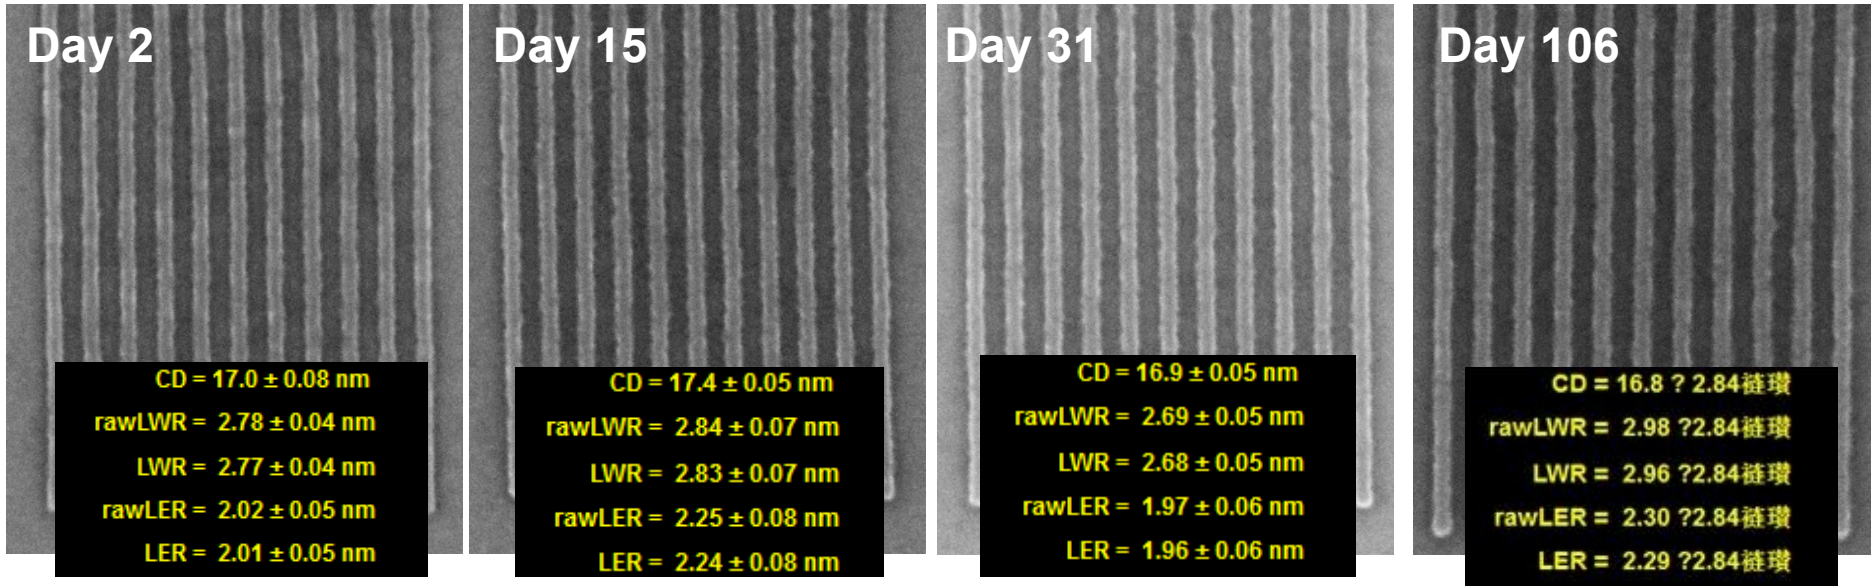 Day 2
CD = 17.0 ± 0.08 nm
rawLWR = 2.78 ± 0.04 nm
LWR = 2.77 ± 0.04 nm
rawLER = 2.02 ± 0.05 nm
LER = 2.01 ± 0.05 nm
Day 15
CD = 17.4 ± 0.05 nm
rawLWR = 2.84 ± 0.07 nm
LWR = 2.83 ± 0.07 nm
rawLER = 2.25 ± 0.08 nm
LER = 2.24 ± 0.08 nm
Day 31
CD = 16.9 ± 0.05 nm
rawLWR = 2.69 ± 0.05 nm
LWR = 2.68 ± 0.05 nm
rawLER = 1.97 ± 0.06 nm
LER = 1.96 ± 0.06 nm
Day 106
CD = 16.8 ? 2.84
rawLWR = 2.98 ?2.84
LWR = 2.96 ?2.84
rawLER = 2.30 ?2.84
LER = 2.29 ?2.84